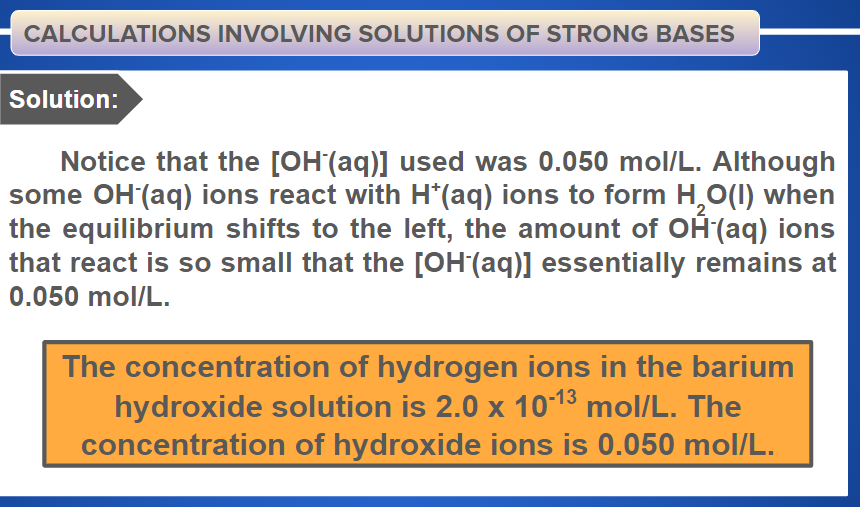 CALCULATIONS INVOLVING SOLUTIONS OF STRONG BASES
Solution:
Notice that the [OH⁻(aq)] used was 0.050 mol/L. Although
some OH⁻(aq) ions react with H⁺(aq) ions to form H₂O(l) when
the equilibrium shifts to the left, the amount of OH⁻(aq) ions
that react is so small that the [OH⁻(aq)] essentially remains at
0.050 mol/L.
The concentration of hydrogen ions in the barium
hydroxide solution is 2.0 x 10⁻¹³ mol/L. The
concentration of hydroxide ions is 0.050 mol/L.